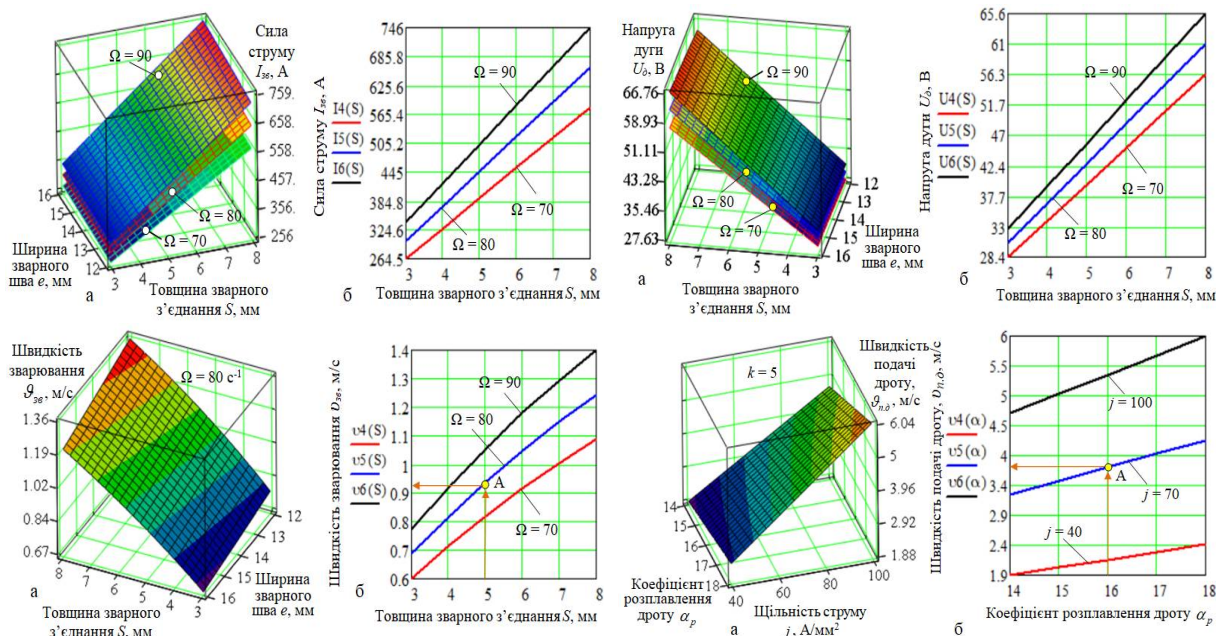 Сила
струму
Iзв, А
Ω = 90
759.
658.
558.
457.
356.
256
Ω = 80
Ω = 70
16
15
14
13
12
Ширина
зварного
шва e, мм
3
4
5
6
7
8
а
Товщина зварного
з’єднання S, мм
Сила струму Iзв, А
I4(S)
I5(S)
I6(S)
746
685.8
625.6
565.4
505.2
445
384.8
324.6
264.5
Ω = 90
Ω = 80
Ω = 70
3
4
5
6
7
8
б
Товщина зварного з’єднання S, мм
Напруга
дуги
Uд, В
66.76
58.93
51.11
43.28
35.46
27.63
Ω = 90
Ω = 80
Ω = 70
12
13
14
15
16
Ширина
зварного
шва e, мм
8
7
6
5
4
3
а
Товщина зварного
з’єднання S, мм
Напруга дуги Uд, В
U4(S)
U5(S)
U6(S)
65.6
61
56.3
51.7
47
42.4
37.7
33
28.4
Ω = 90
Ω = 70
Ω = 80
3
4
5
6
7
8
б
Товщина зварного з’єднання S, мм
Швидкість
зварювання
𝜗зв, м/с
Ω = 80 с⁻¹
1.36
1.19
1.02
0.84
0.67
12
13
14
15
16
Ширина
зварного
шва e, мм
8
7
6
5
4
3
а
Товщина зварного
з’єднання S, мм
Швидкість зварювання υзв, м/с
υ4(S)
υ5(S)
υ6(S)
1.4
1.3
1.2
1.1
1
0.9
0.8
0.7
0.6
Ω = 90
Ω = 80
А
Ω = 70
3
4
5
6
7
8
б
Товщина зварного з’єднання S, мм
k = 5
Швидкість
подачі
дроту,
𝜗п.д, м/с
6.04
5
3.96
2.92
1.88
14
15
16
17
18
Коефіцієнт
розплавлення
дроту αр
40
60
80
100
а
Щільність струму
j, А/мм²
Швидкість подачі дроту, υп.д, м/с
υ4(α)
υ5(α)
υ6(α)
6
5.5
5
4.5
4
3.4
2.9
2.4
1.9
j = 100
А
j = 70
j = 40
14
15
16
17
18
б
Коефіцієнт розплавлення дроту αр